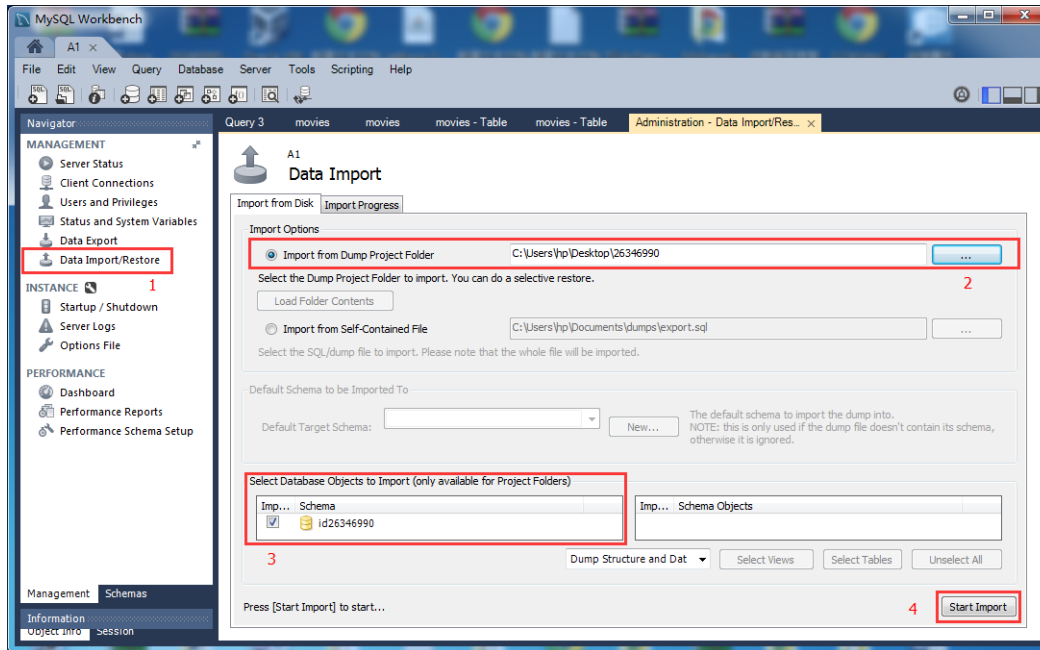 MySQL Workbench
A1
File Edit View Query Database Server Tools Scripting Help
SQL SQL
Navigator
MANAGEMENT
Server Status
Client Connections
Users and Privileges
Status and System Variables
Data Export
Data Import/Restore
1
INSTANCE
Startup / Shutdown
Server Logs
Options File
PERFORMANCE
Dashboard
Performance Reports
Performance Schema Setup
Management Schemas
Information
Object Info Session
Query 3 movies movies movies - Table movies - Table Administration - Data Import/Res...
A1
Data Import
Import from Disk Import Progress
Import Options
Import from Dump Project Folder C:\Users\hp\Desktop\26346990 ...
2
Select the Dump Project Folder to import. You can do a selective restore.
Load Folder Contents
Import from Self-Contained File C:\Users\hp\Documents\dumps\export.sql ...
Select the SQL/dump file to import. Please note that the whole file will be imported.
Default Schema to be Imported To
Default Target Schema: New...
The default schema to import the dump into.
NOTE: this is only used if the dump file doesn't contain its schema,
otherwise it is ignored.
Select Database Objects to Import (only available for Project Folders)
Imp... Schema
id26346990
Imp... Schema Objects
3
Dump Structure and Dat Select Views Select Tables Unselect All
Press [Start Import] to start...
4
Start Import